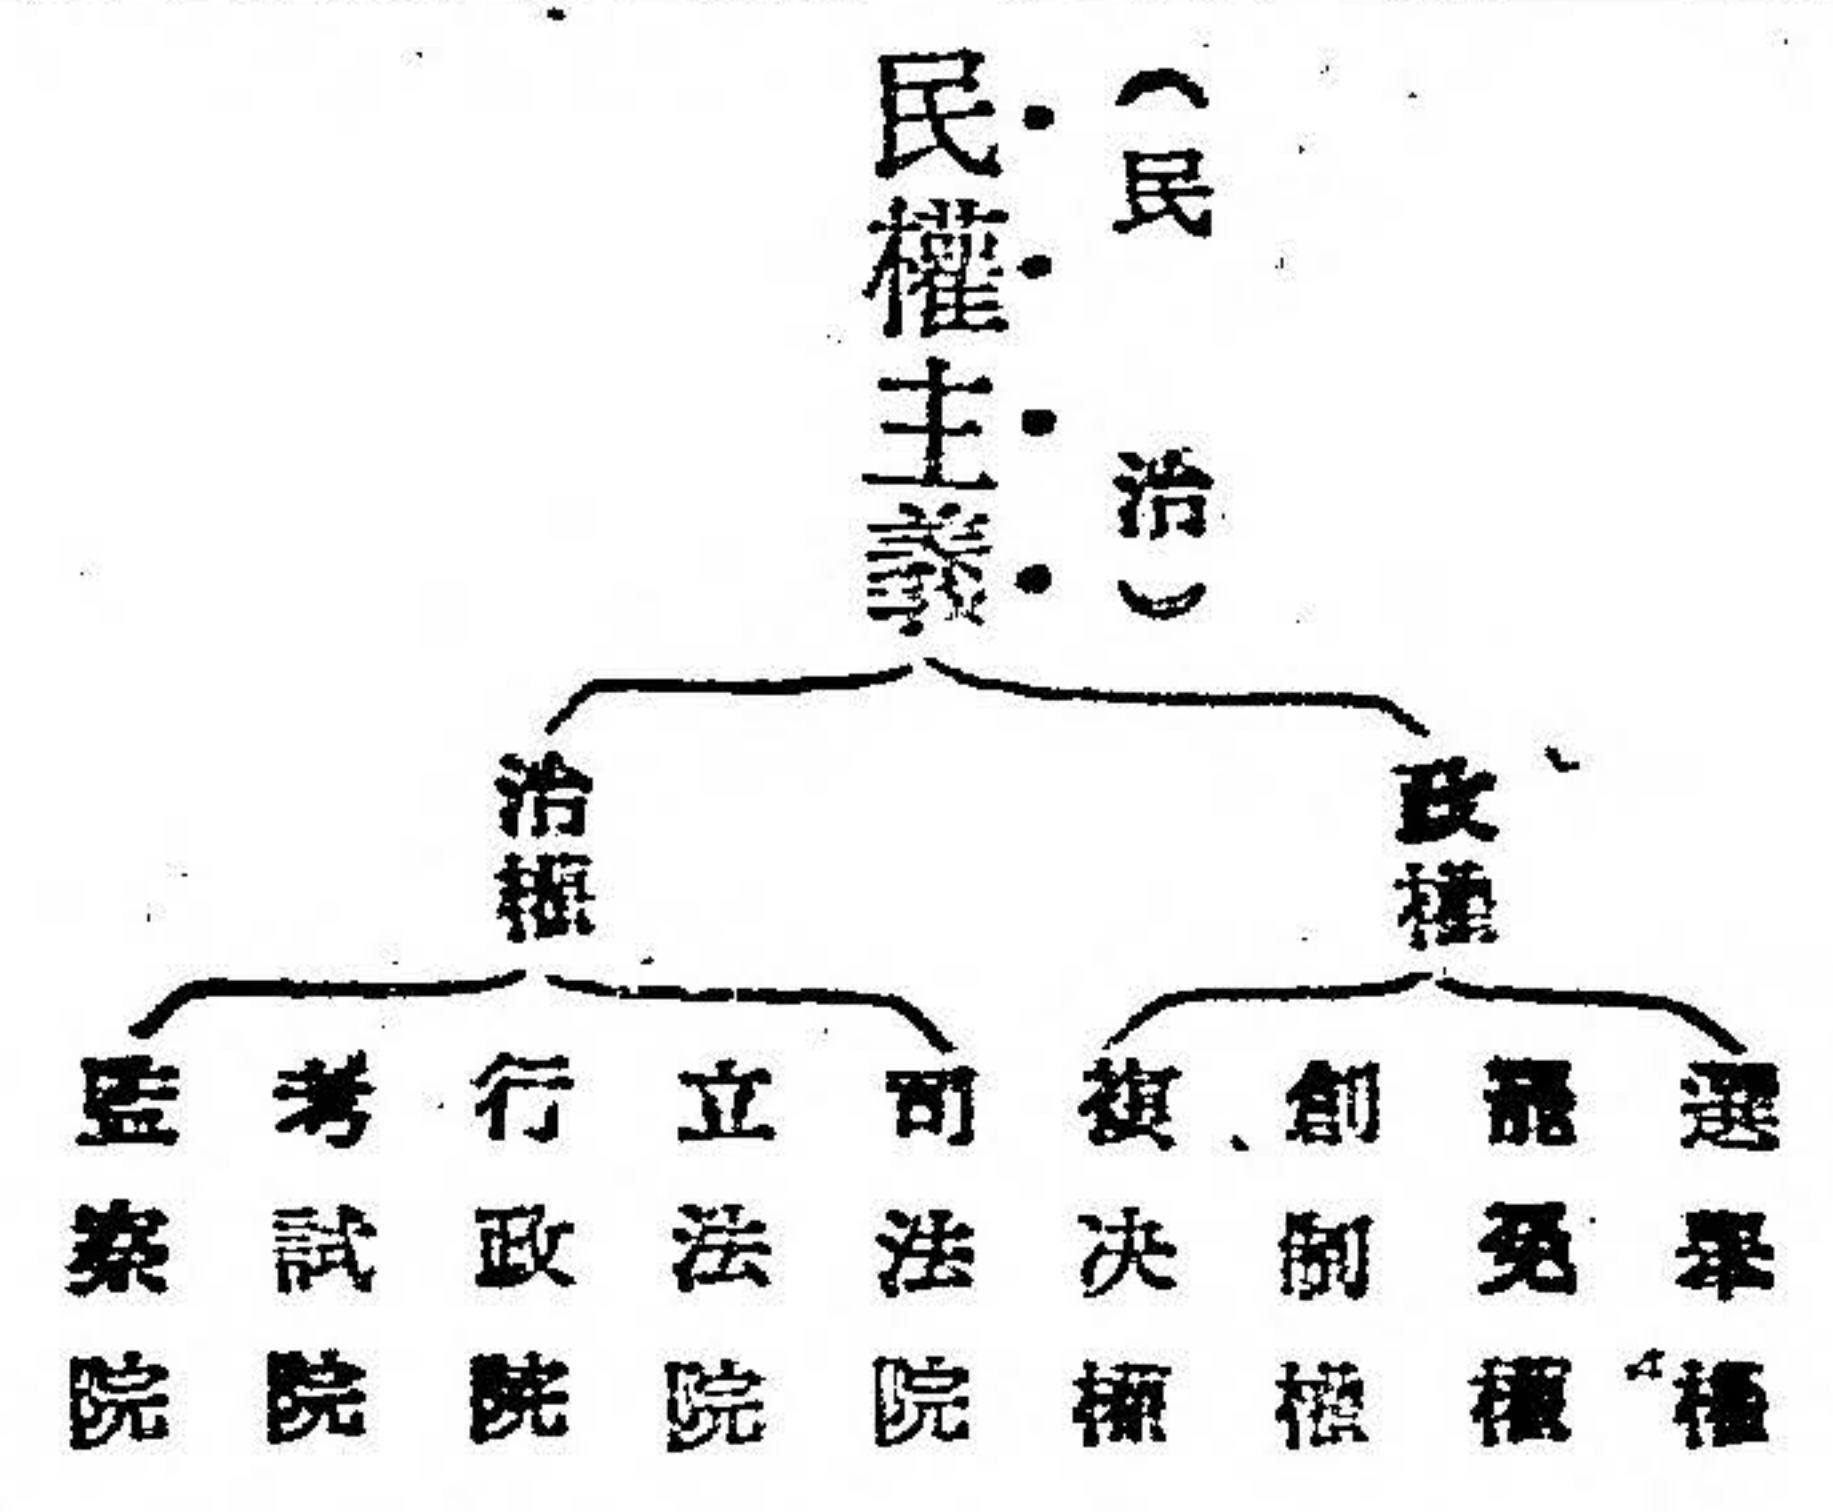 （民治）
民權主義
政權
治權
選舉權
罷免權
創制權
複决權
司法院
立法院
行政院
考試院
監察院